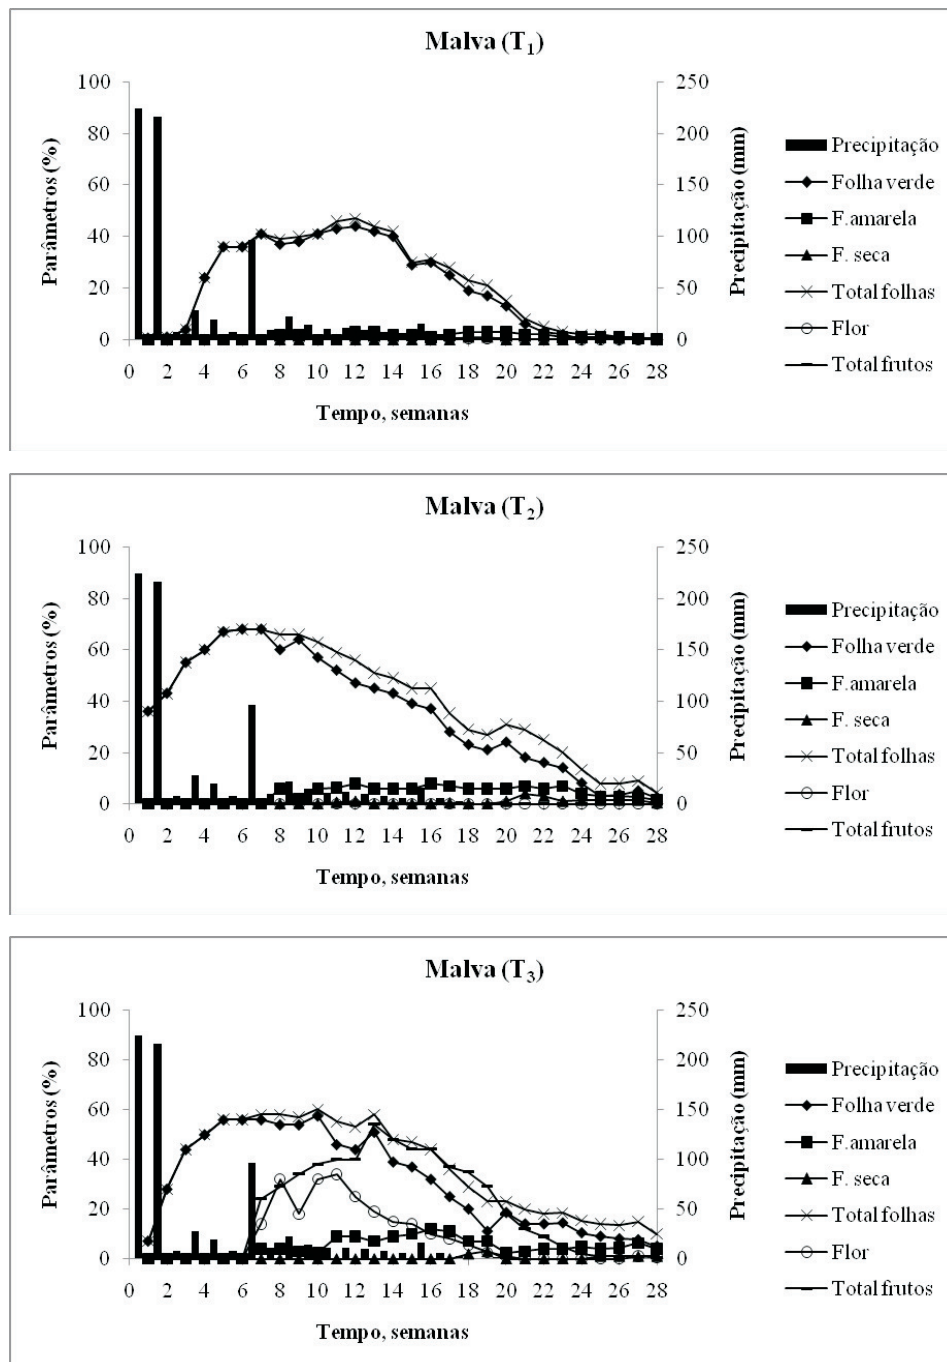 Malva (T1)
Parâmetros (%)
100
80
60
40
20
0
250
200
150
100
50
0
Precipitação (mm)
0 2 4 6 8 10 12 14 16 18 20 22 24 26 28
Tempo, semanas
Precipitação
Folha verde
F.amarela
F. seca
Total folhas
Flor
Total frutos
Malva (T2)
Parâmetros (%)
100
80
60
40
20
0
250
200
150
100
50
0
Precipitação (mm)
0 2 4 6 8 10 12 14 16 18 20 22 24 26 28
Tempo, semanas
Precipitação
Folha verde
F.amarela
F. seca
Total folhas
Flor
Total frutos
Malva (T3)
Parâmetros (%)
100
80
60
40
20
0
250
200
150
100
50
0
Precipitação (mm)
0 2 4 6 8 10 12 14 16 18 20 22 24 26 28
Tempo, semanas
Precipitação
Folha verde
F.amarela
F. seca
Total folhas
Flor
Total frutos